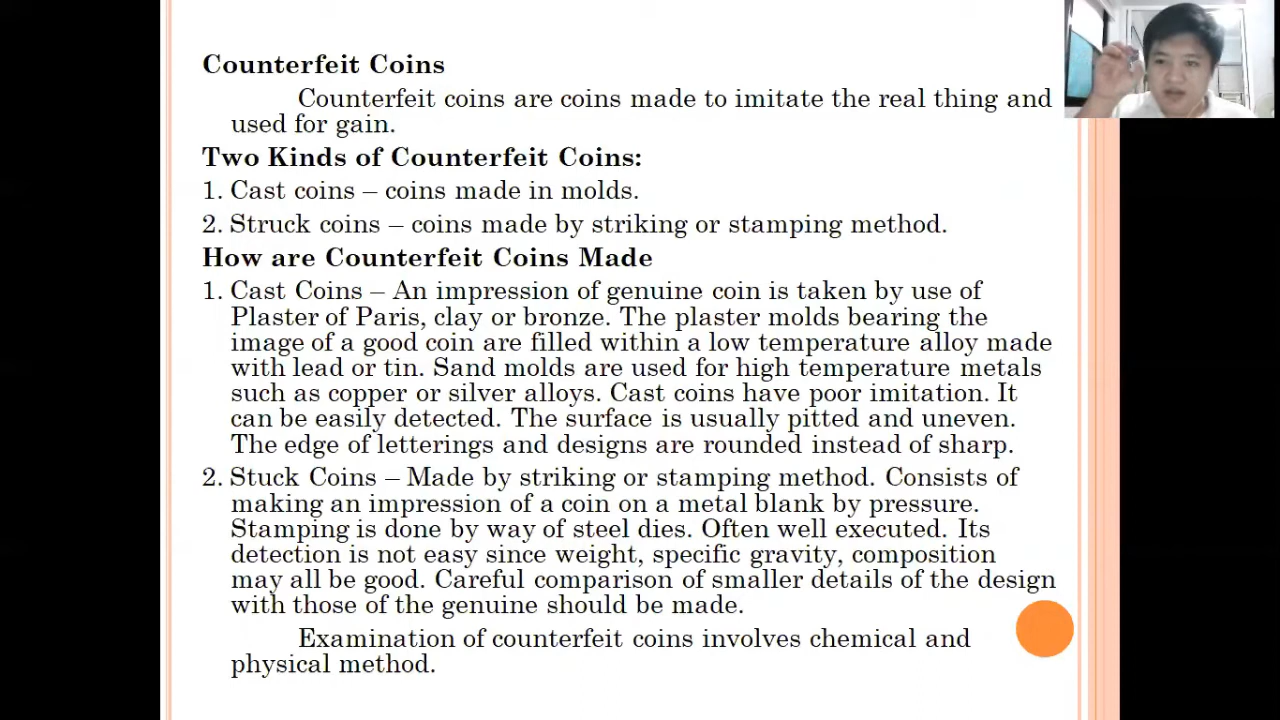 Counterfeit Coins
Counterfeit coins are coins made to imitate the real thing and
used for gain.
Two Kinds of Counterfeit Coins:
1. Cast coins – coins made in molds.
2. Struck coins – coins made by striking or stamping method.
How are Counterfeit Coins Made
1. Cast Coins – An impression of genuine coin is taken by use of
Plaster of Paris, clay or bronze. The plaster molds bearing the
image of a good coin are filled within a low temperature alloy made
with lead or tin. Sand molds are used for high temperature metals
such as copper or silver alloys. Cast coins have poor imitation. It
can be easily detected. The surface is usually pitted and uneven.
The edge of letterings and designs are rounded instead of sharp.
2. Stuck Coins – Made by striking or stamping method. Consists of
making an impression of a coin on a metal blank by pressure.
Stamping is done by way of steel dies. Often well executed. Its
detection is not easy since weight, specific gravity, composition
may all be good. Careful comparison of smaller details of the design
with those of the genuine should be made.
Examination of counterfeit coins involves chemical and
physical method.